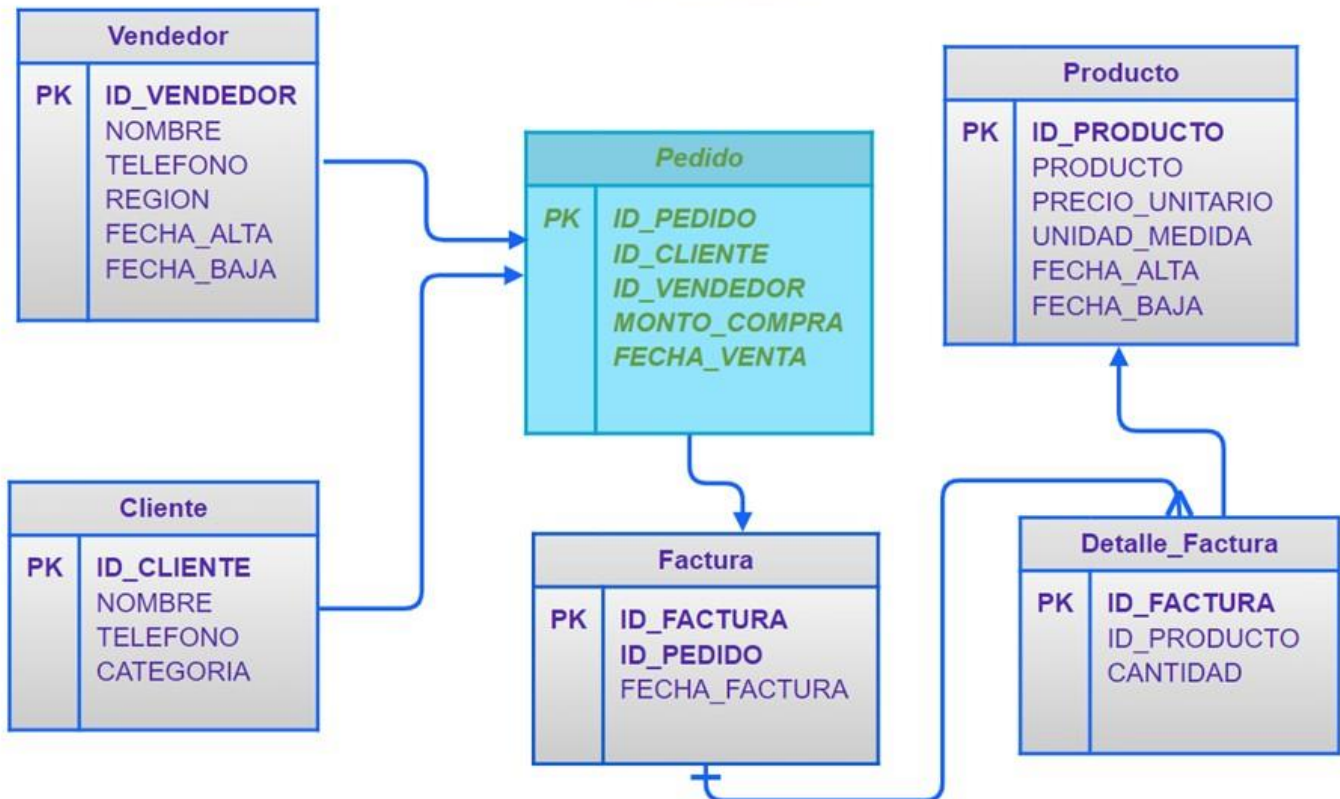 Vendedor
PK ID_VENDEDOR
NOMBRE
TELEFONO
REGION
FECHA_ALTA
FECHA_BAJA
Pedido
PK ID_PEDIDO
ID_CLIENTE
ID_VENDEDOR
MONTO_COMPRA
FECHA_VENTA
Producto
PK ID_PRODUCTO
PRODUCTO
PRECIO_UNITARIO
UNIDAD_MEDIDA
FECHA_ALTA
FECHA_BAJA
Cliente
PK ID_CLIENTE
NOMBRE
TELEFONO
CATEGORIA
Factura
PK ID_FACTURA
ID_PEDIDO
FECHA_FACTURA
Detalle_Factura
PK ID_FACTURA
ID_PRODUCTO
CANTIDAD